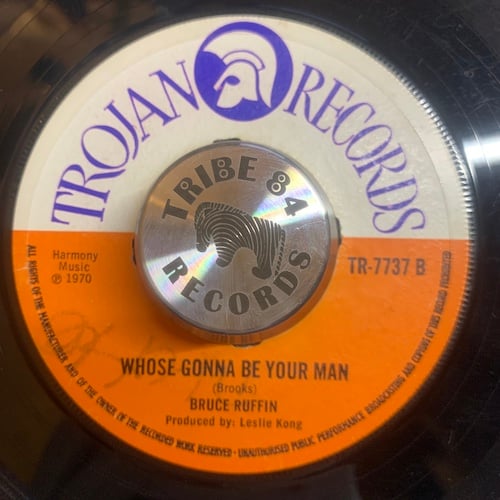 TROJAN RECORDS
TRIBE 84
RECORDS
Harmony
Music
℗ 1970
TR-7737 B
WHOSE GONNA BE YOUR MAN
(Brooks)
BRUCE RUFFIN
Produced by: Leslie Kong
ALL RIGHTS OF THE MANUFACTURER AND OF THE OWNER OF THE RECORDED WORK RESERVED - UNAUTHORISED PUBLIC PERFORMANCE BROADCASTING AND COPYING OF THIS RECORD PROHIBITED